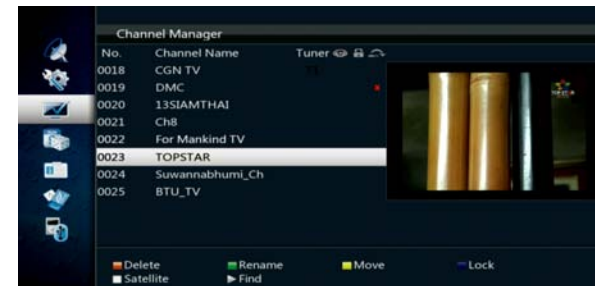 Channel Manager
No. Channel Name Tuner
0018 CGN TV
0019 DMC
0020 13SIAMTHAI
0021 Ch8
0022 For Mankind TV
0023 TOPSTAR
0024 Suwannabhumi_Ch
0025 BTU_TV
Delete Rename Move Lock
Satellite Find